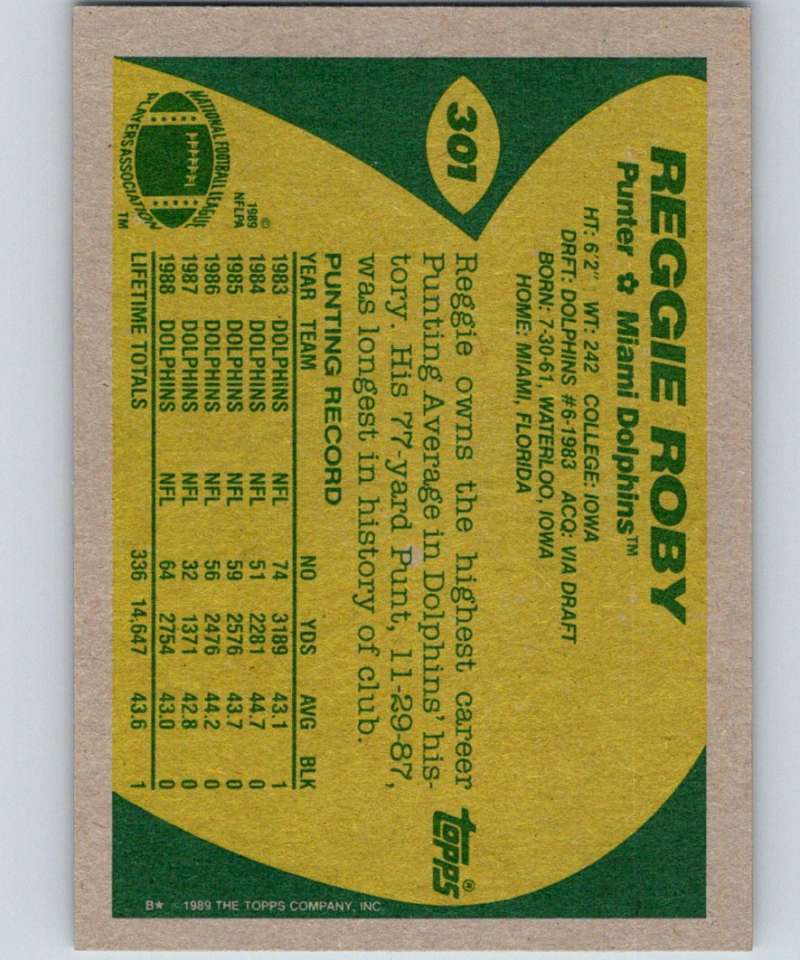 301
REGGIE ROBY
Punter ✿ Miami Dolphins™
HT: 6'2" WT: 242 COLLEGE: IOWA
DRFT: DOLPHINS #6-1983 ACQ: VIA DRAFT
BORN: 7-30-61, WATERLOO, IOWA
HOME: MIAMI, FLORIDA
Reggie owns the highest career
Punting Average in Dolphins' his-
tory. His 77-yard Punt, 11-29-87,
was longest in history of club.
topps®
PUNTING RECORD
YEAR TEAM NO YDS AVG BLK
1983 DOLPHINS NFL 74 3189 43.1 1
1984 DOLPHINS NFL 51 2281 44.7 0
1985 DOLPHINS NFL 59 2576 43.7 0
1986 DOLPHINS NFL 56 2476 44.2 0
1987 DOLPHINS NFL 32 1371 42.8 0
1988 DOLPHINS NFL 64 2754 43.0 0
LIFETIME TOTALS 336 14,647 43.6 1
NATIONAL FOOTBALL LEAGUE
PLAYERS ASSOCIATION
TM
©
1989
NFLPA
B* © 1989 THE TOPPS COMPANY, INC.